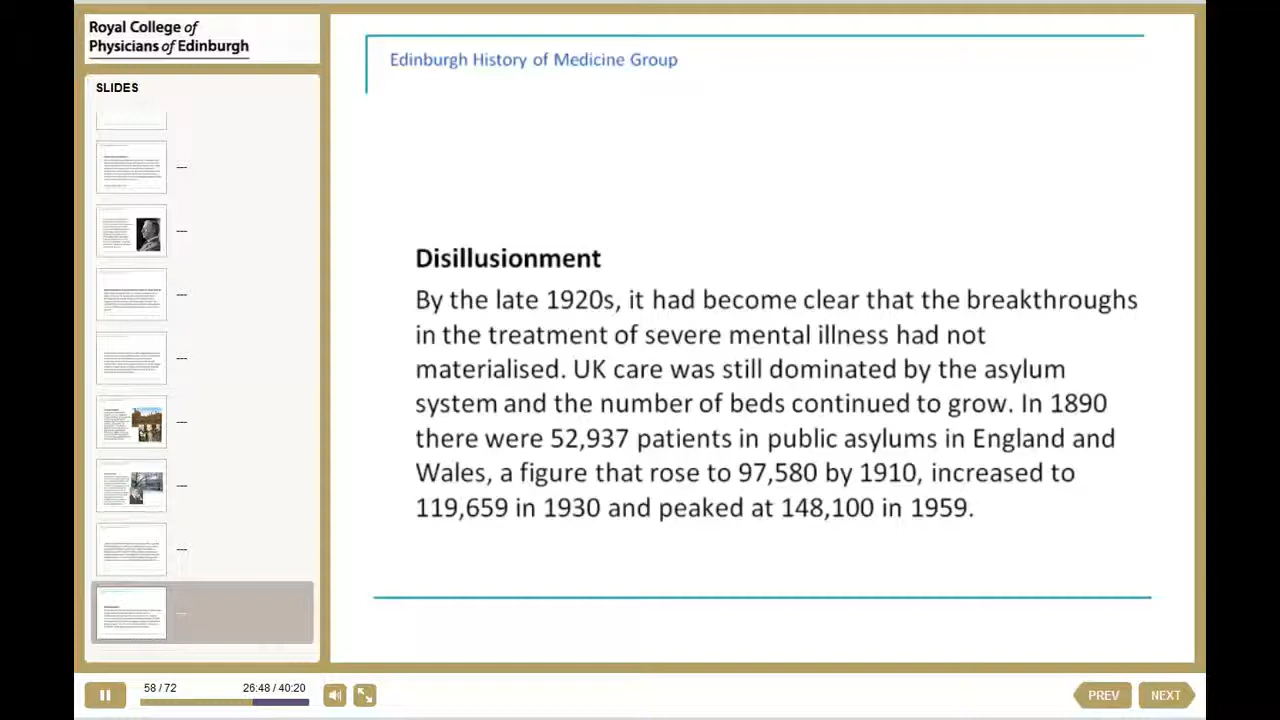 Royal College of
Physicians of Edinburgh
SLIDES
Edinburgh History of Medicine Group
Disillusionment
By the late 1920s, it had become clear that the breakthroughs
in the treatment of severe mental illness had not
materialised. UK care was still dominated by the asylum
system and the number of beds continued to grow. In 1890
there were 52,937 patients in public asylums in England and
Wales, a figure that rose to 97,580 by 1910, increased to
119,659 in 1930 and peaked at 148,100 in 1959.
58 / 72
26:48 / 40:20
PREV
NEXT